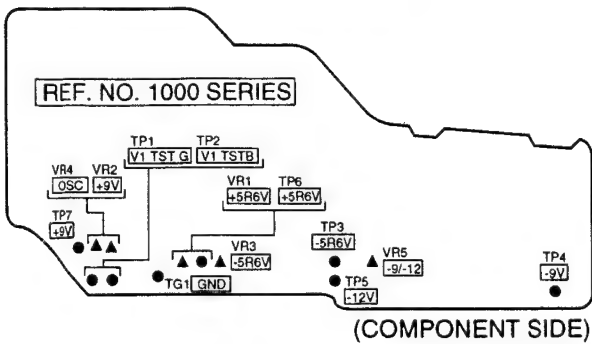 REF. NO. 1000 SERIES
TP1 TP2
V1 TST G V1 TSTB
VR4 VR2
OSC +9V
VR1 TP6
+5R6V +5R6V
TP7
+9V
TP3
-5R6V
VR3
-5R6V
VR5
-9/-12
TP4
-9V
TG1 GND
TP5
-12V
(COMPONENT SIDE)